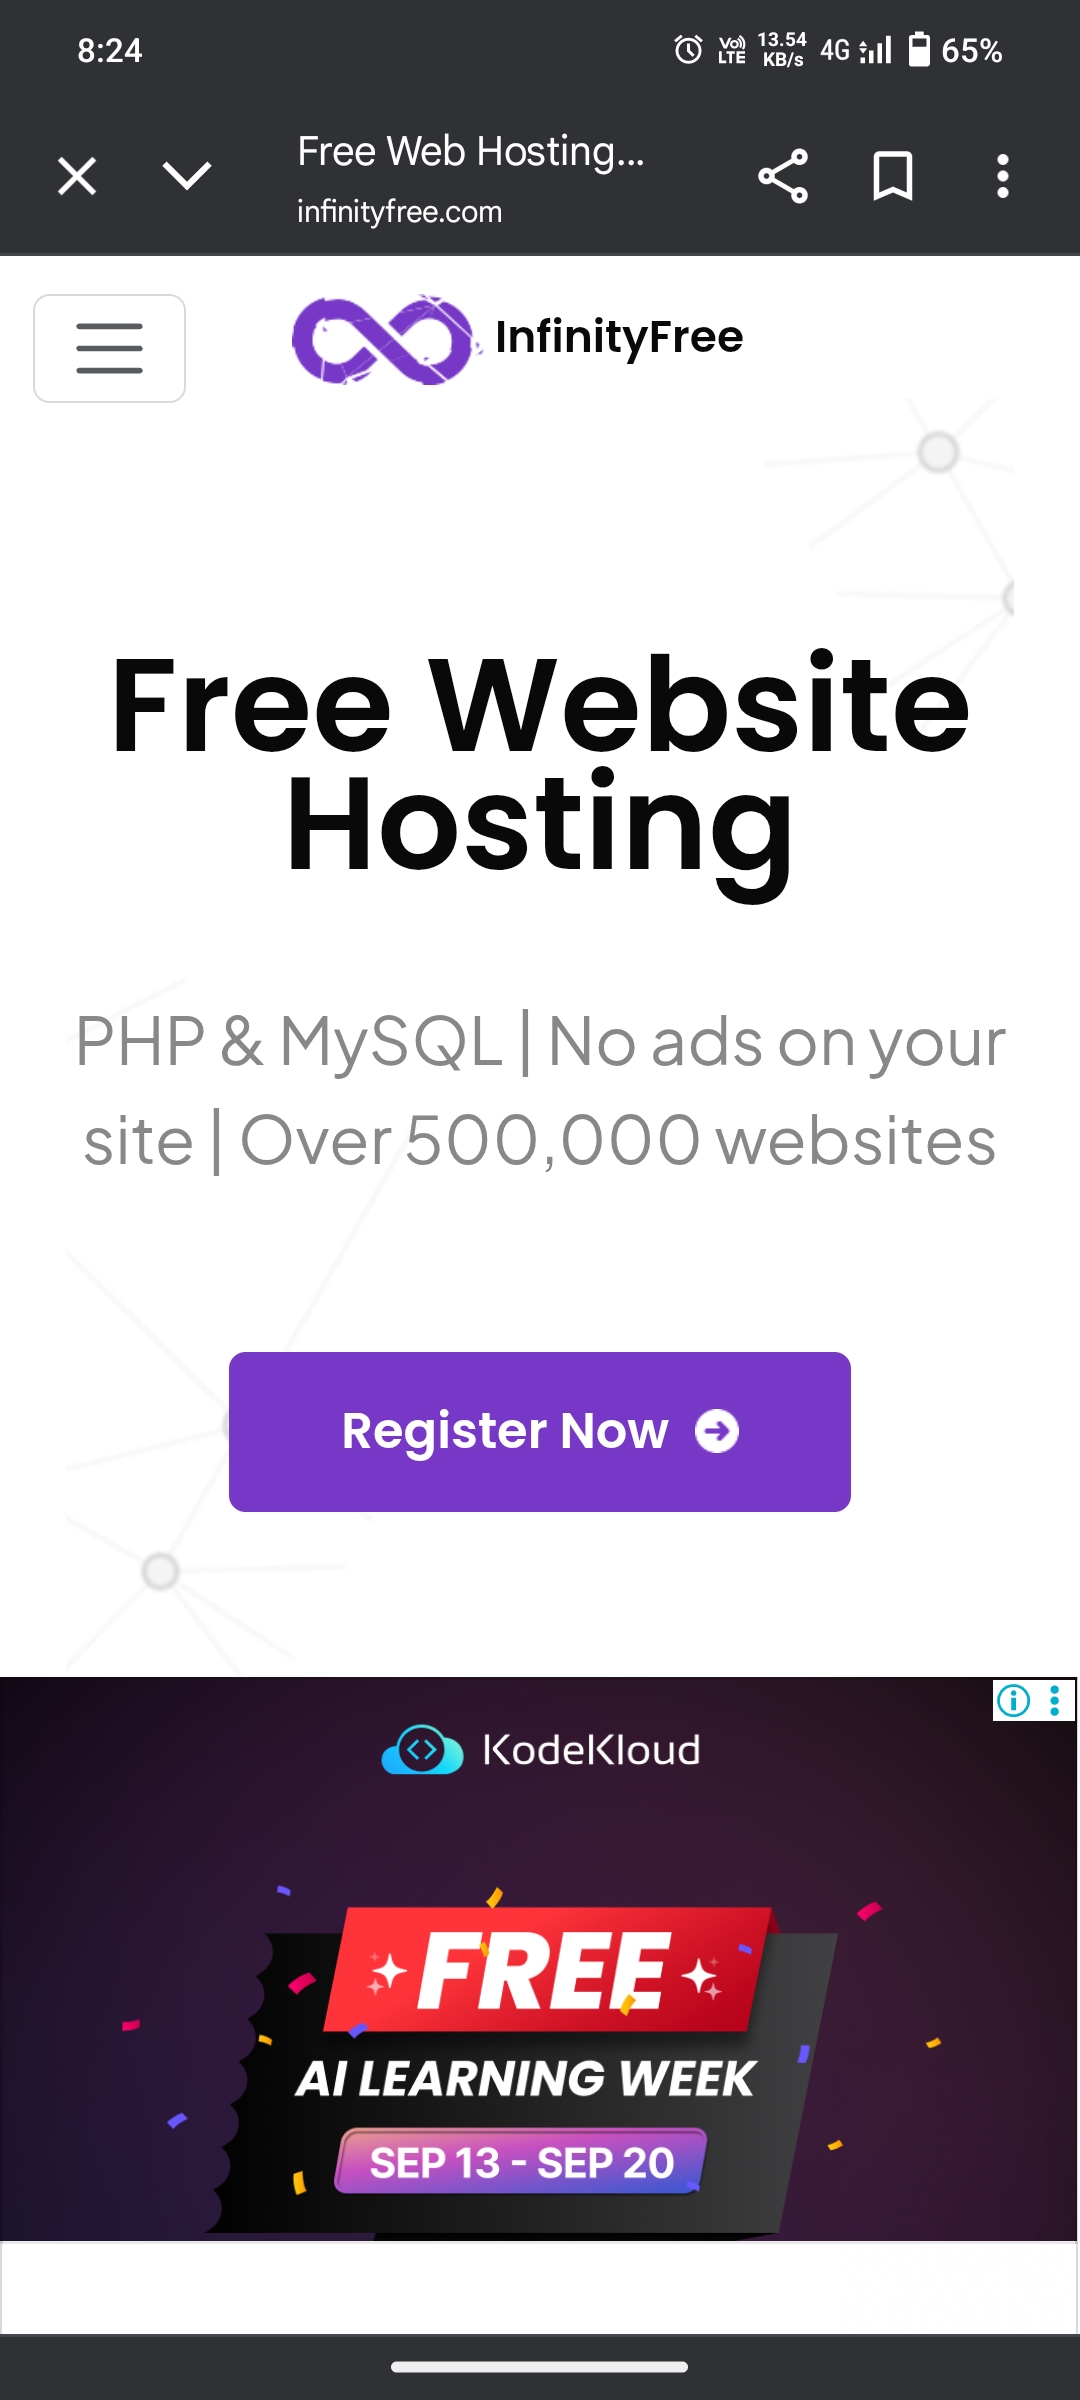 8:24
Vo)) LTE 13.54 KB/s 4G 65%
Free Web Hosting...
infinityfree.com
InfinityFree
Free Website
Hosting
PHP & MySQL | No ads on your
site | Over 500,000 websites
Register Now
KodeKloud
FREE
AI LEARNING WEEK
SEP 13 - SEP 20